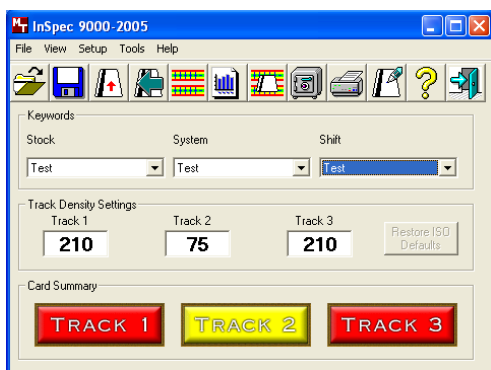 MT InSpec 9000-2005
File View Setup Tools Help
Keywords
Stock System Shift
Test Test Test
Track Density Settings
Track 1 Track 2 Track 3
210 75 210
Restore ISO
Defaults
Card Summary
TRACK 1 TRACK 2 TRACK 3